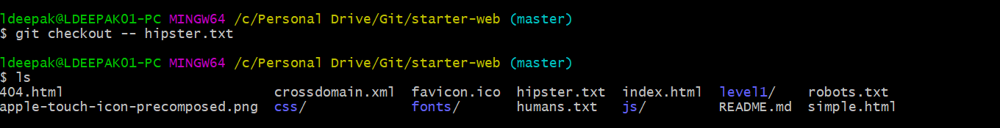 ldeepak@LDEEPAK01-PC MINGW64 /c/Personal Drive/Git/starter-web (master)
$ git checkout -- hipster.txt
ldeepak@LDEEPAK01-PC MINGW64 /c/Personal Drive/Git/starter-web (master)
$ ls
404.html crossdomain.xml favicon.ico hipster.txt index.html level1/ robots.txt
apple-touch-icon-precomposed.png css/ fonts/ humans.txt js/ README.md simple.html